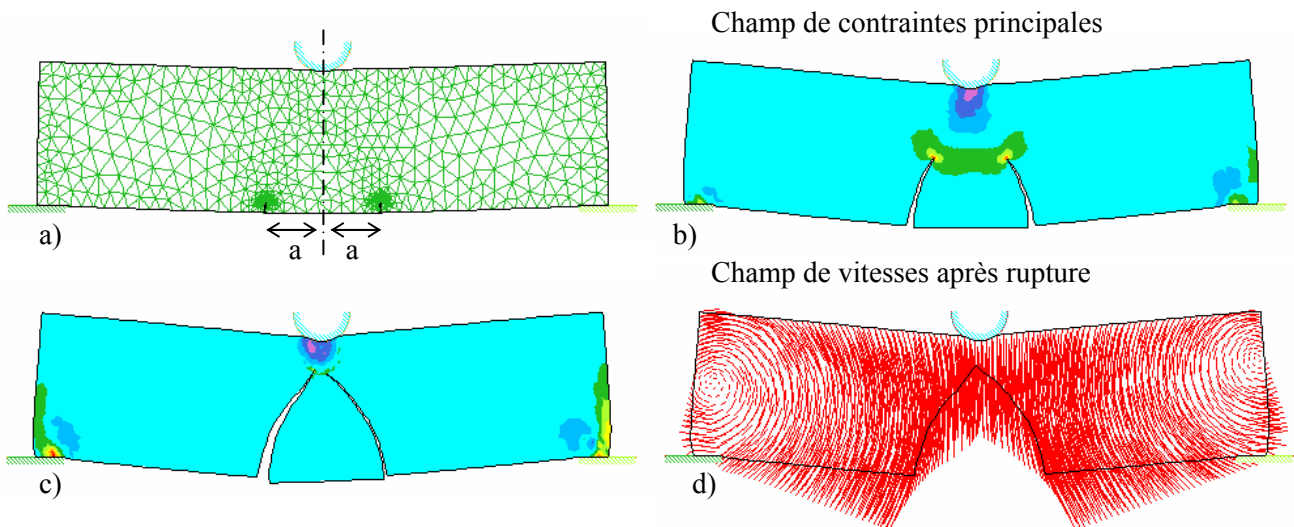 Champ de contraintes principales
a)
a
a
b)
Champ de vitesses après rupture
c)
d)